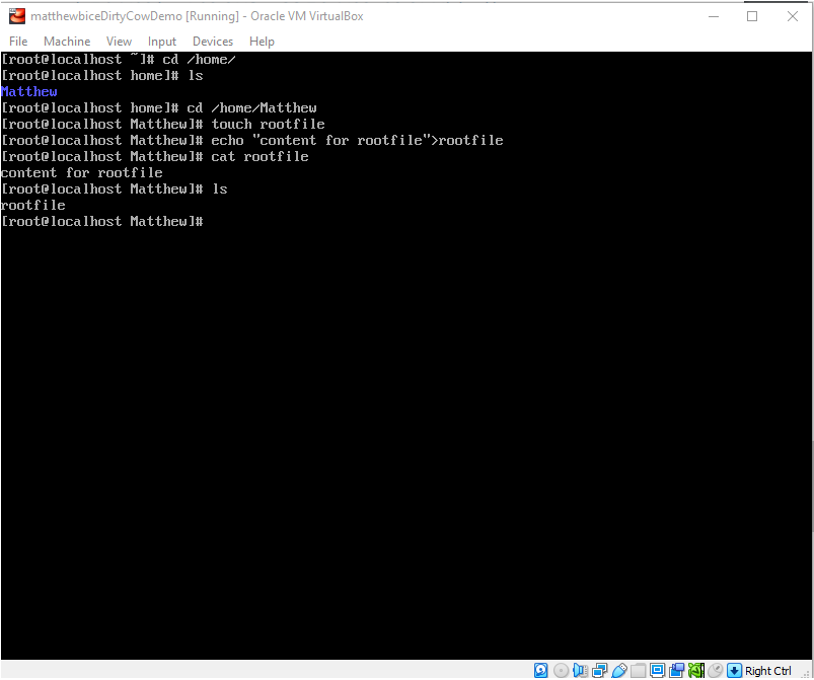 matthewbiceDirtyCowDemo [Running] - Oracle VM VirtualBox
File Machine View Input Devices Help
[root@localhost ~]# cd /home/
[root@localhost home]# ls
Matthew
[root@localhost home]# cd /home/Matthew
[root@localhost Matthew]# touch rootfile
[root@localhost Matthew]# echo "content for rootfile">rootfile
[root@localhost Matthew]# cat rootfile
content for rootfile
[root@localhost Matthew]# ls
rootfile
[root@localhost Matthew]#
Right Ctrl